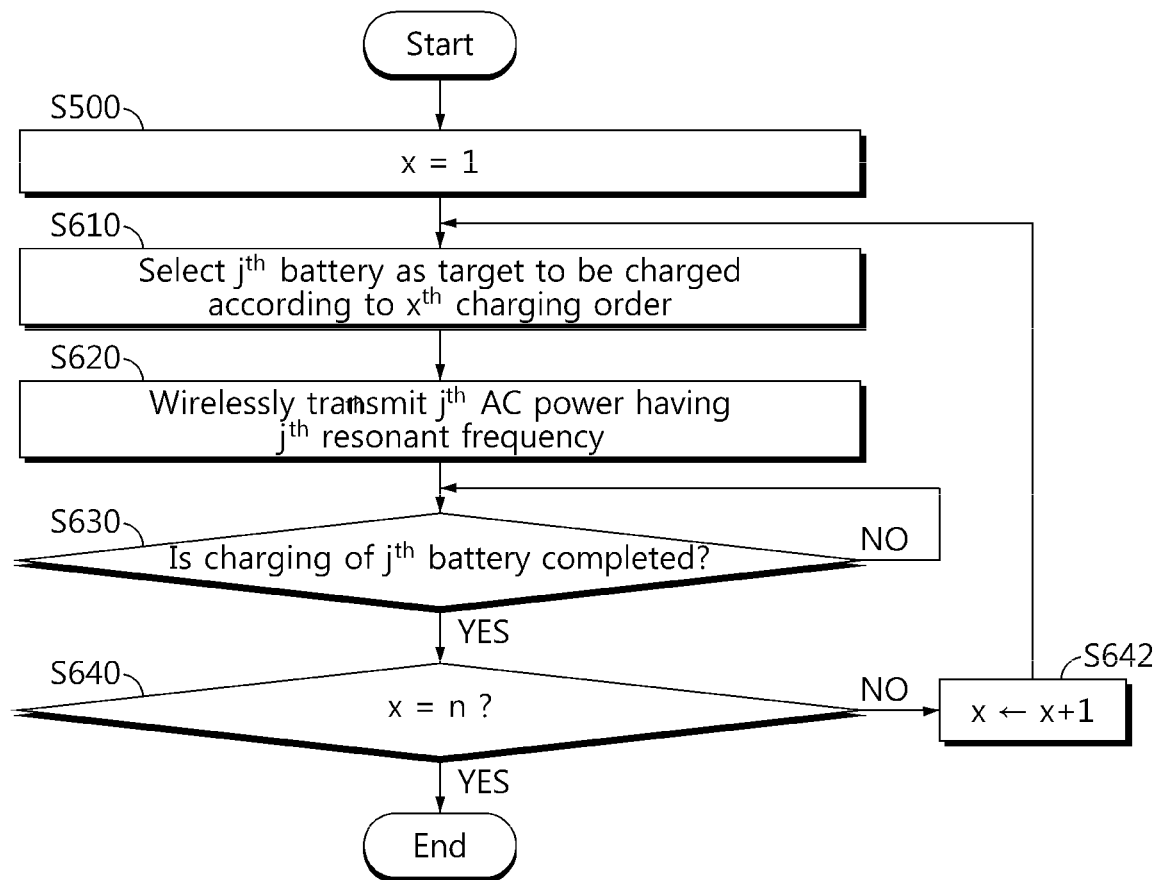 Start
S500
x = 1
S610
Select jth battery as target to be charged
according to xth charging order
S620
Wirelessly transmit jth AC power having
jth resonant frequency
S630
Is charging of jth battery completed?
NO
YES
S640
x = n ?
NO
S642
x ← x+1
YES
End